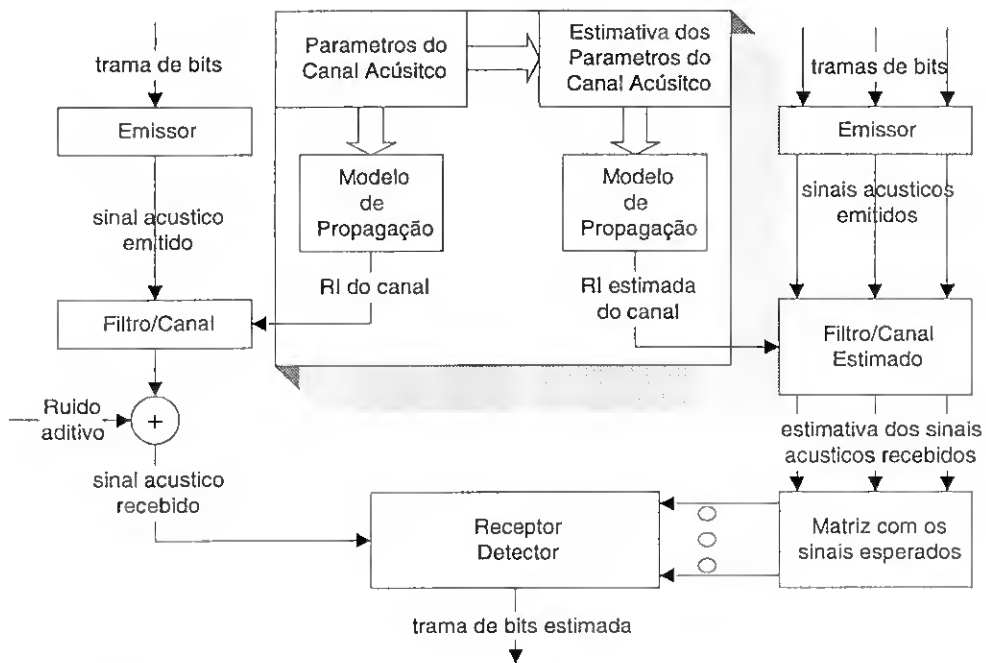 trama de bits
Emissor
sinal acustico
emitido
Filtro/Canal
Ruido
aditivo
+
sinal acustico
recebido
Parametros do
Canal Acúsitco
Estimativa dos
Parametros do
Canal Acúsitco
Modelo
de
Propagação
RI do canal
Modelo
de
Propagação
RI estimada
do canal
tramas de bits
Emissor
sinais acusticos
emitidos
Filtro/Canal
Estimado
estimativa dos sinais
acusticos recebidos
Matriz com os
sinais esperados
Receptor
Detector
trama de bits estimada